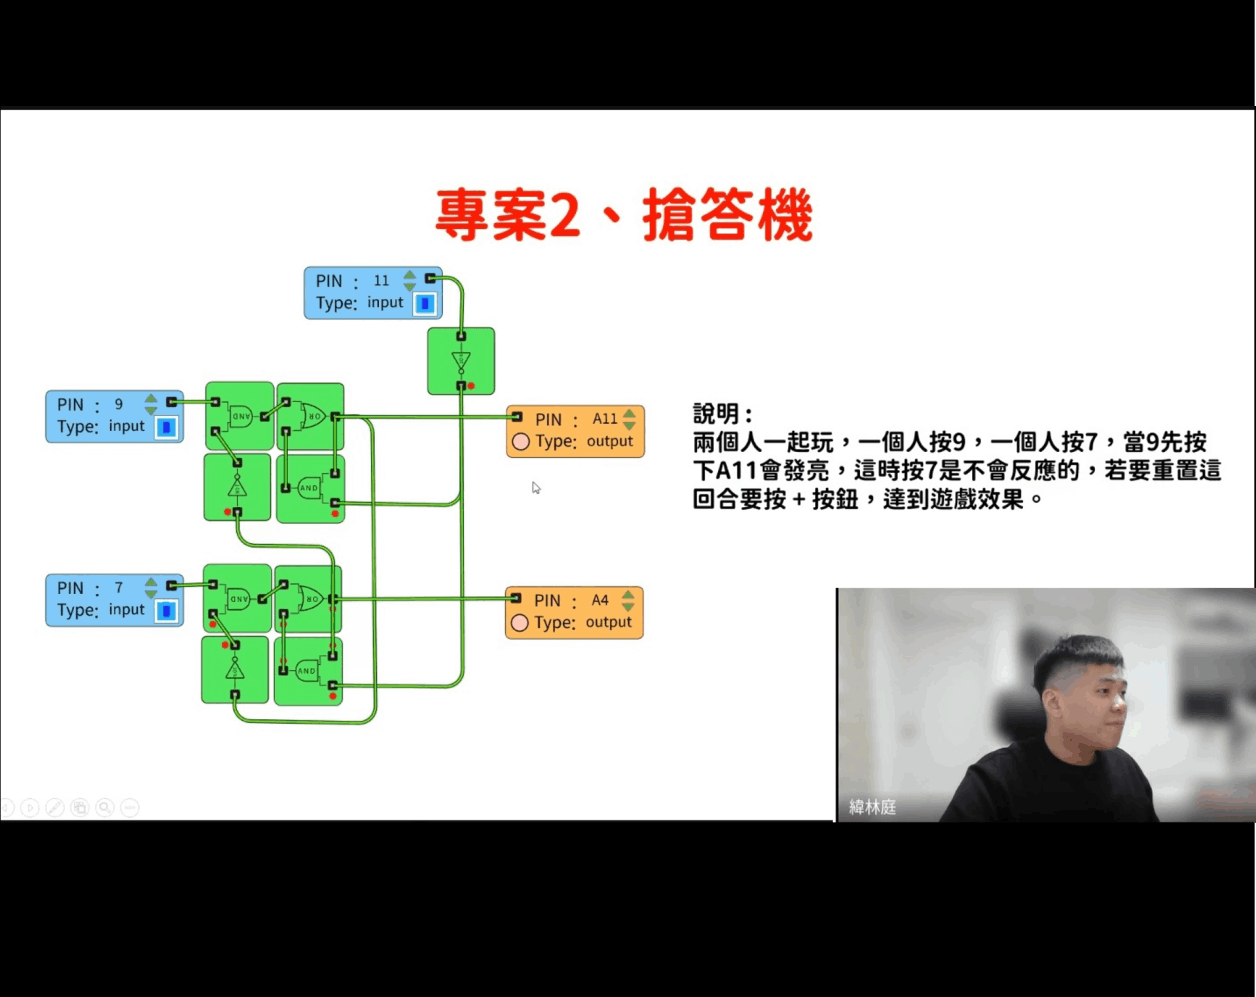 專案2、搶答機
PIN : 11
Type: input
NOT
PIN : 9
Type: input
AND
OR
PIN : A11
Type: output
NOT
AND
說明：
兩個人一起玩，一個人按9，一個人按7，當9先按
下A11會發亮，這時按7是不會反應的，若要重置這
回合要按 + 按鈕，達到遊戲效果。
PIN : 7
Type: input
AND
OR
PIN : A4
Type: output
NOT
AND
緯林庭